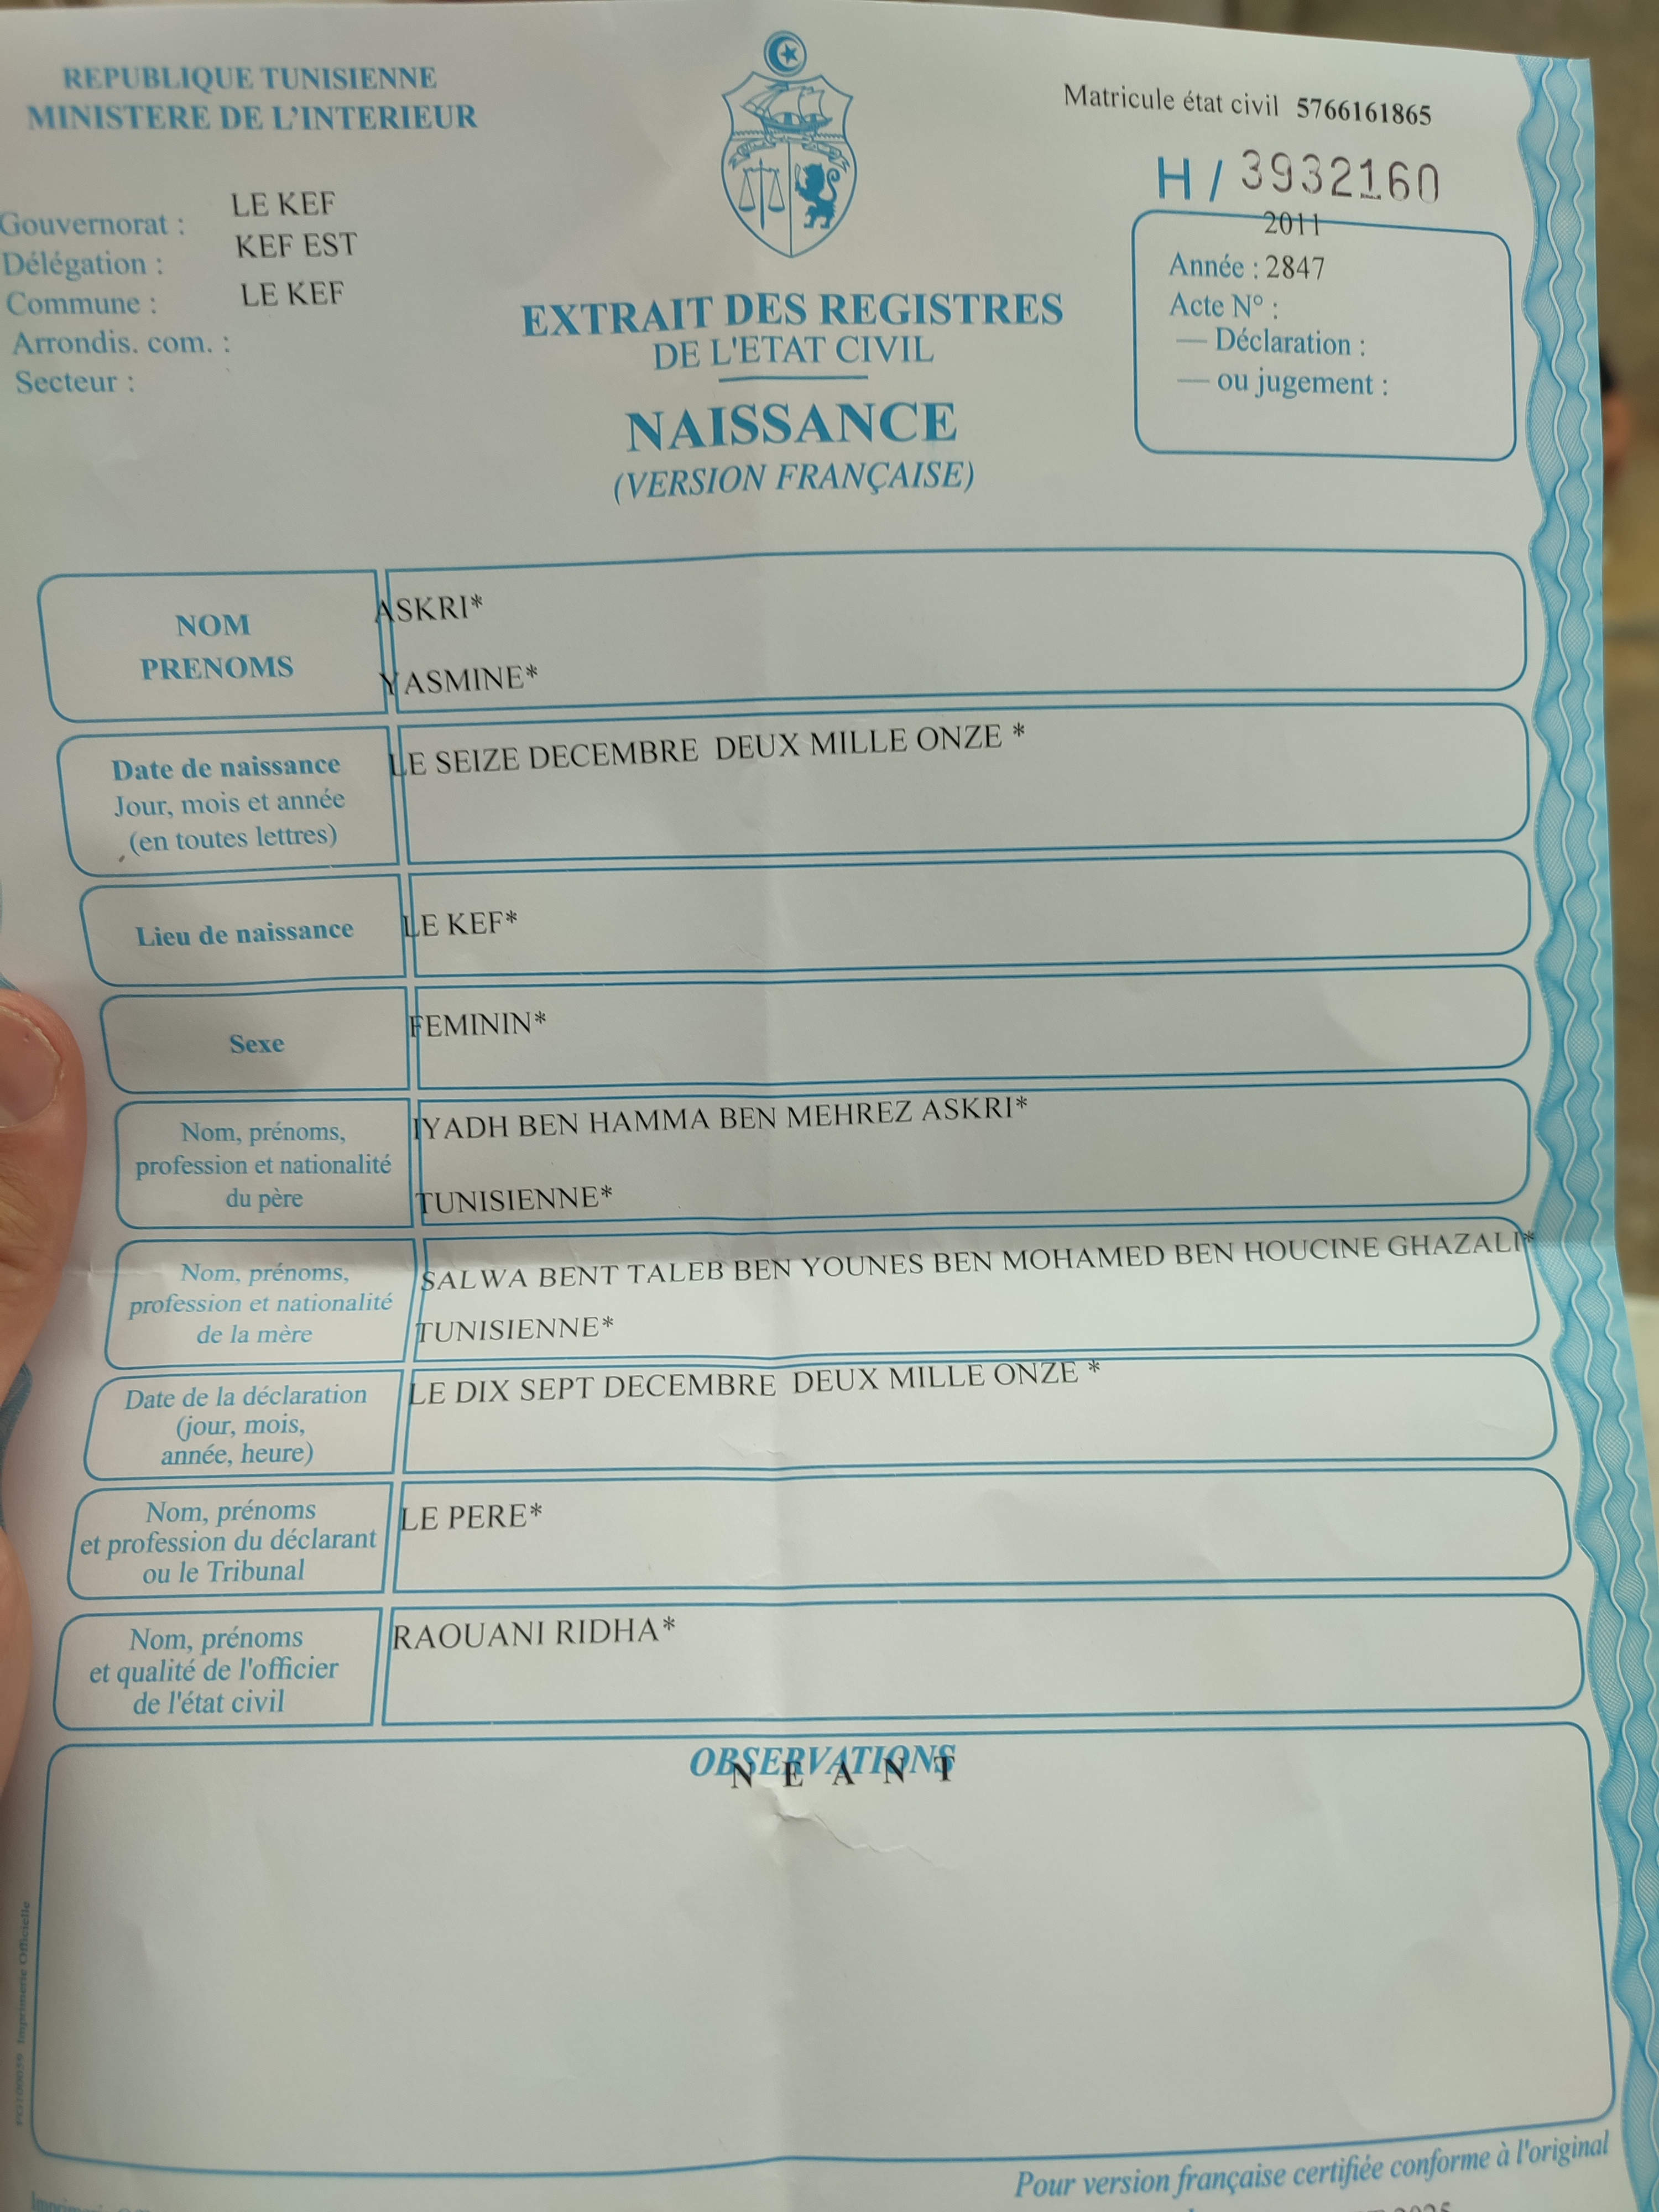 REPUBLIQUE TUNISIENNE
MINISTERE DE L'INTERIEUR
Matricule état civil 5766161865
H / 3932160
Gouvernorat : LE KEF
Délégation : KEF EST
Commune : LE KEF
Arrondis. com. :
Secteur :
2011
Année : 2847
Acte N° :
— Déclaration :
— ou jugement :
EXTRAIT DES REGISTRES
DE L'ETAT CIVIL
NAISSANCE
(VERSION FRANÇAISE)
NOM ASKRI*
PRENOMS YASMINE*
Date de naissance LE SEIZE DECEMBRE DEUX MILLE ONZE *
Jour, mois et année
(en toutes lettres)
Lieu de naissance LE KEF*
Sexe FEMININ*
Nom, prénoms, IYADH BEN HAMMA BEN MEHREZ ASKRI*
profession et nationalité
du père TUNISIENNE*
Nom, prénoms, SALWA BENT TALEB BEN YOUNES BEN MOHAMED BEN HOUCINE GHAZALI*
profession et nationalité
de la mère TUNISIENNE*
Date de la déclaration LE DIX SEPT DECEMBRE DEUX MILLE ONZE *
(jour, mois,
année, heure)
Nom, prénoms LE PERE*
et profession du déclarant
ou le Tribunal
Nom, prénoms RAOUANI RIDHA*
et qualité de l'officier
de l'état civil
OBSERVATIONS
N E A N T
Imprimerie Officielle
Pour version française certifiée conforme à l'original
2025